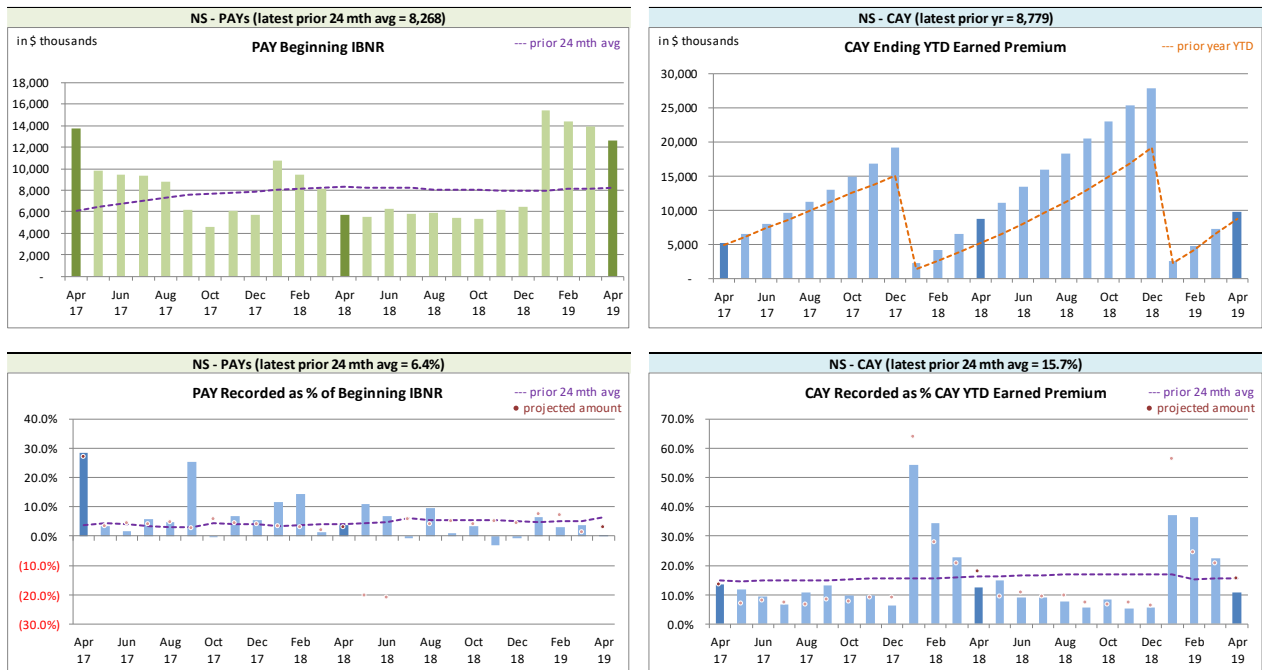 NS - PAYs (latest prior 24 mth avg = 8,268)
in $ thousands
PAY Beginning IBNR
--- prior 24 mth avg
18,000
16,000
14,000
12,000
10,000
8,000
6,000
4,000
2,000
-
Apr Jun Aug Oct Dec Feb Apr Jun Aug Oct Dec Feb Apr
17 17 17 17 17 18 18 18 18 18 18 19 19
NS - CAY (latest prior yr = 8,779)
in $ thousands
CAY Ending YTD Earned Premium
--- prior year YTD
30,000
25,000
20,000
15,000
10,000
5,000
-
Apr Jun Aug Oct Dec Feb Apr Jun Aug Oct Dec Feb Apr
17 17 17 17 17 18 18 18 18 18 18 19 19
NS - PAYs (latest prior 24 mth avg = 6.4%)
PAY Recorded as % of Beginning IBNR
--- prior 24 mth avg
• projected amount
40.0%
30.0%
20.0%
10.0%
0.0%
(10.0%)
(20.0%)
(30.0%)
Apr Jun Aug Oct Dec Feb Apr Jun Aug Oct Dec Feb Apr
17 17 17 17 17 18 18 18 18 18 18 19 19
NS - CAY (latest prior 24 mth avg = 15.7%)
CAY Recorded as % CAY YTD Earned Premium
--- prior 24 mth avg
• projected amount
70.0%
60.0%
50.0%
40.0%
30.0%
20.0%
10.0%
0.0%
Apr Jun Aug Oct Dec Feb Apr Jun Aug Oct Dec Feb Apr
17 17 17 17 17 18 18 18 18 18 18 19 19